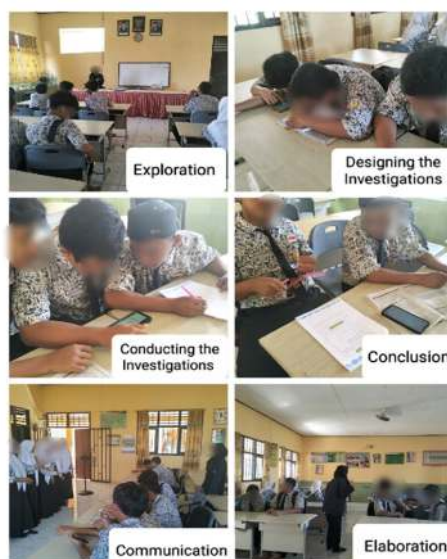 Exploration
Designing the
Investigations
Conducting the
Investigations
Conclusion
Communication
Elaboration